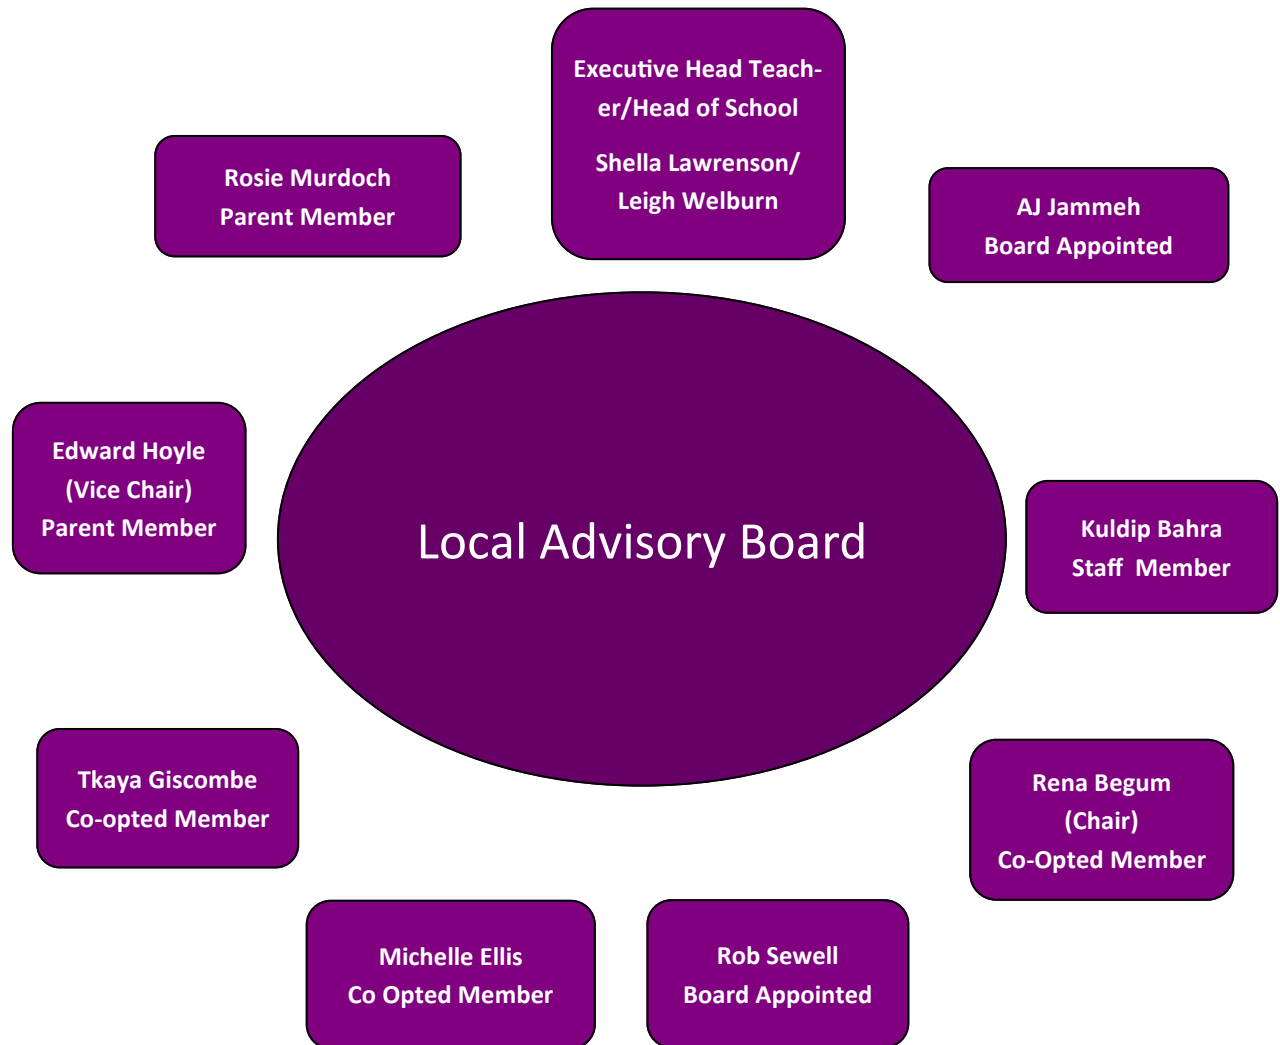 Executive Head Teach-
er/Head of School
Shella Lawrenson/
Leigh Welburn
Rosie Murdoch
Parent Member
AJ Jammeh
Board Appointed
Edward Hoyle
(Vice Chair)
Parent Member
Local Advisory Board
Kuldip Bahra
Staff  Member
Tkaya Giscombe
Co-opted Member
Rena Begum
(Chair)
Co-Opted Member
Michelle Ellis
Co Opted Member
Rob Sewell
Board Appointed